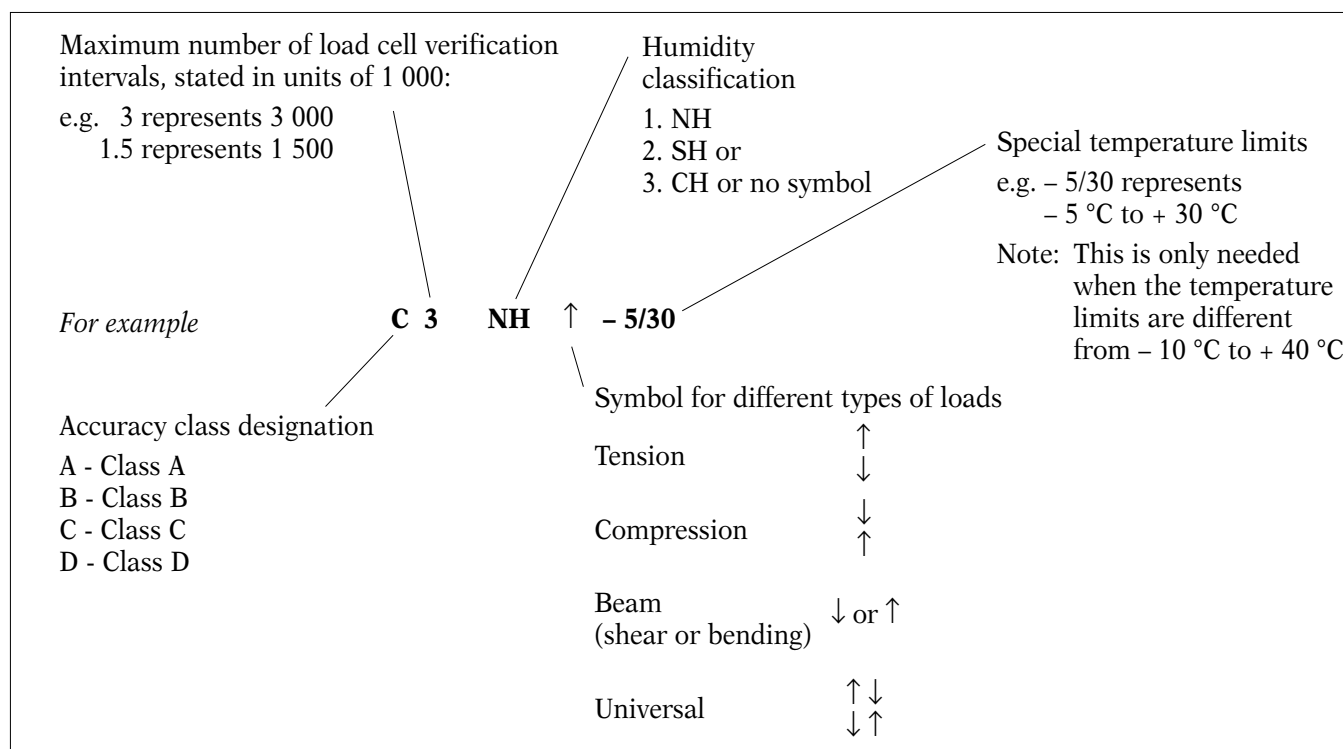 Maximum number of load cell verification
intervals, stated in units of 1 000:
e.g. 3 represents 3 000
1.5 represents 1 500
Humidity
classification
1. NH
2. SH or
3. CH or no symbol
Special temperature limits
e.g. – 5/30 represents
– 5 °C to + 30 °C
Note: This is only needed
when the temperature
limits are different
from – 10 °C to + 40 °C
For example C 3 NH ↑ – 5/30
Accuracy class designation
A - Class A
B - Class B
C - Class C
D - Class D
Symbol for different types of loads
↑
Tension
↓
↓
Compression
↑
Beam ↓ or ↑
(shear or bending)
↑ ↓
Universal
↓ ↑